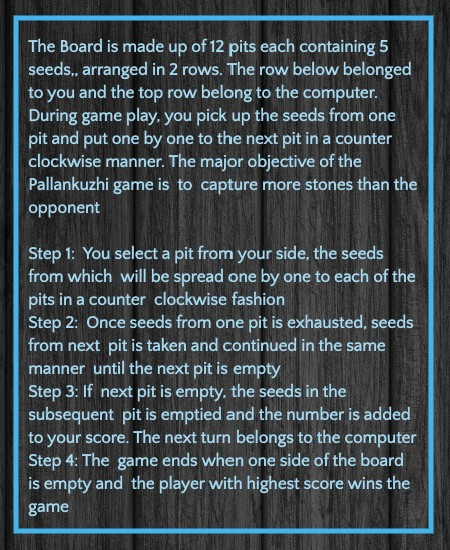 The Board is made up of 12 pits each containing 5
seeds,, arranged in 2 rows. The row below belonged
to you and the top row belong to the computer.
During game play, you pick up the seeds from one
pit and put one by one to the next pit in a counter
clockwise manner. The major objective of the
Pallankuzhi game is  to  capture more stones than the
opponent

Step 1:  You select a pit from your side, the seeds
from which  will be spread one by one to each of the
pits in a counter  clockwise fashion
Step 2:  Once seeds from one pit is exhausted, seeds
from next  pit is taken and continued in the same
manner  until the next pit is empty
Step 3: If  next pit is empty, the seeds in the
subsequent  pit is emptied and the number is added
to your score. The next turn belongs to the computer
Step 4: The  game ends when one side of the board
is empty and  the player with highest score wins the
game